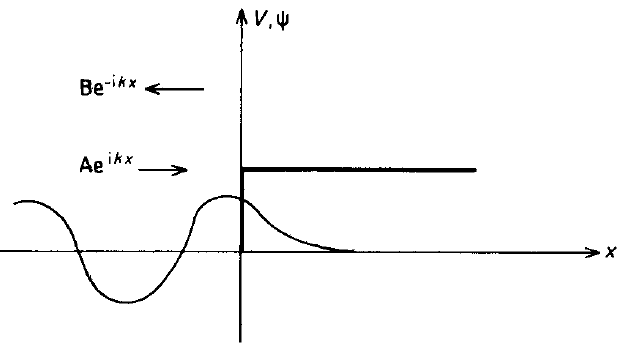 V, ψ
Be^{-ikx}
Ae^{ikx}
x